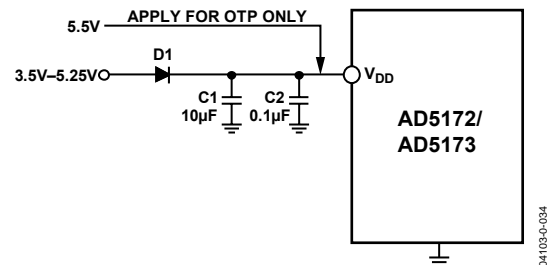 APPLY FOR OTP ONLY
5.5V
D1
3.5V–5.25V
VDD
C1
10µF
C2
0.1µF
AD5172/
AD5173
04103-0-034